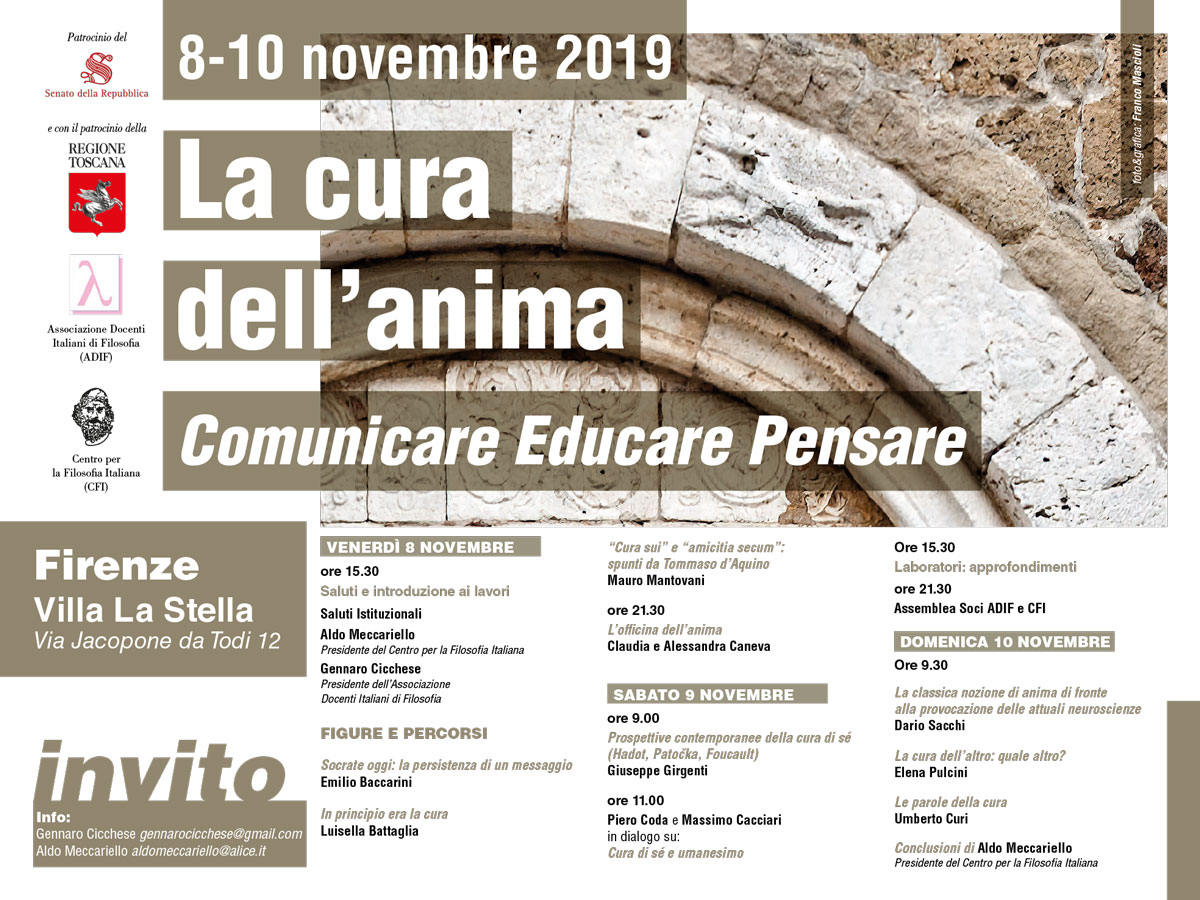 Patrocinio del
Senato della Repubblica
e con il patrocinio della
REGIONE
TOSCANA
λ
Associazione Docenti
Italiani di Filosofia
(ADIF)
Centro per
la Filosofia Italiana
(CFI)
8-10 novembre 2019
La cura
dell’anima
Comunicare Educare Pensare
foto&grafica: Franco Mascioli
Firenze
Villa La Stella
Via Jacopone da Todi 12
invito
Info:
Gennaro Cicchese gennarocicchese@gmail.com
Aldo Meccariello aldomeccariello@alice.it
VENERDÌ 8 NOVEMBRE
ore 15.30
Saluti e introduzione ai lavori
Saluti Istituzionali
Aldo Meccariello
Presidente del Centro per la Filosofia Italiana
Gennaro Cicchese
Presidente dell’Associazione
Docenti Italiani di Filosofia
FIGURE E PERCORSI
Socrate oggi: la persistenza di un messaggio
Emilio Baccarini
In principio era la cura
Luisella Battaglia
“Cura sui” e “amicitia secum”:
spunti da Tommaso d’Aquino
Mauro Mantovani
ore 21.30
L’officina dell’anima
Claudia e Alessandra Caneva
SABATO 9 NOVEMBRE
ore 9.00
Prospettive contemporanee della cura di sé
(Hadot, Patočka, Foucault)
Giuseppe Girgenti
ore 11.00
Piero Coda e Massimo Cacciari
in dialogo su:
Cura di sé e umanesimo
Ore 15.30
Laboratori: approfondimenti
ore 21.30
Assemblea Soci ADIF e CFI
DOMENICA 10 NOVEMBRE
Ore 9.30
La classica nozione di anima di fronte
alla provocazione delle attuali neuroscienze
Dario Sacchi
La cura dell’altro: quale altro?
Elena Pulcini
Le parole della cura
Umberto Curi
Conclusioni di Aldo Meccariello
Presidente del Centro per la Filosofia Italiana